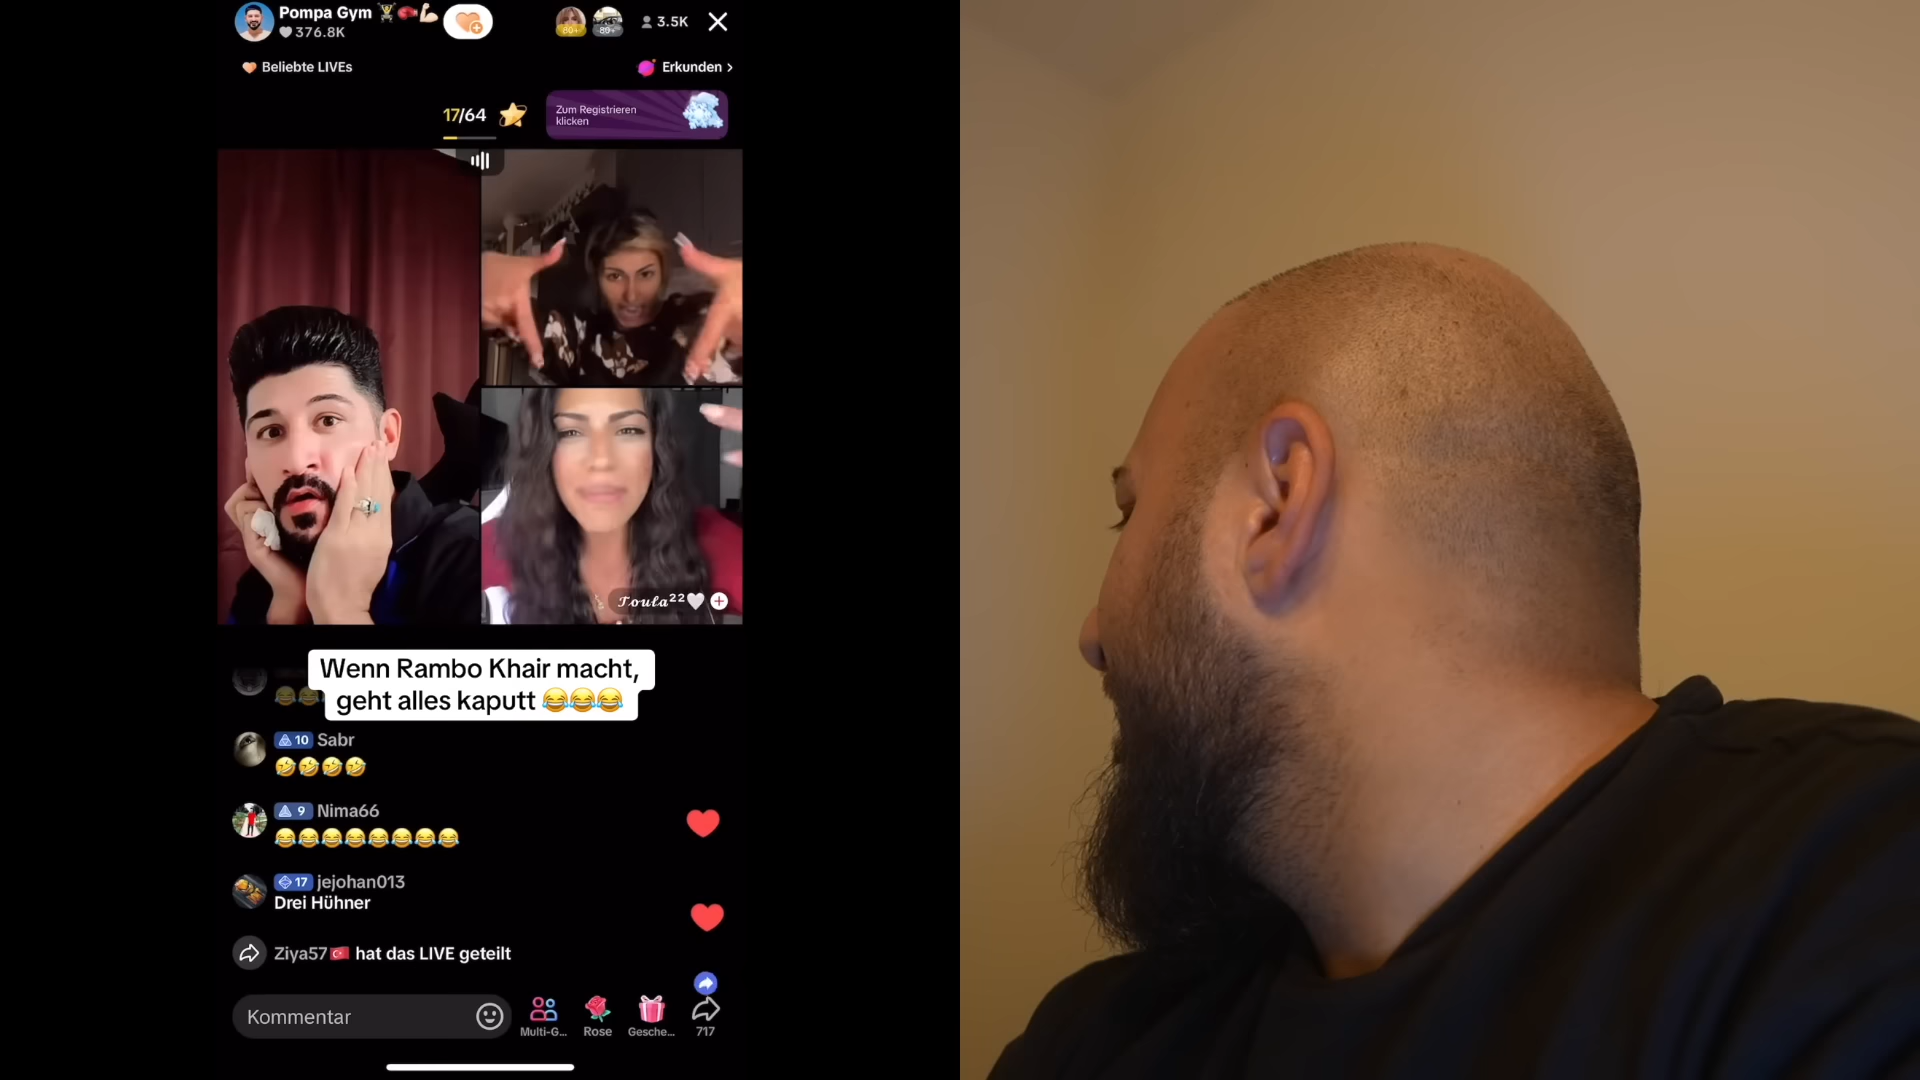 Pompa Gym 🏋️🥊💪🏻
376.8K
80+
89+
3.5K
Beliebte LIVEs
Erkunden >
17/64
Zum Registrieren
klicken
𝓣𝓸𝓾𝓵𝓪²²🤍
Wenn Rambo Khair macht,
geht alles kaputt 😂😂😂
10 Sabr
🤣🤣🤣🤣
9 Nima66
😂😂😂😂😂😂😂😂
17 jejohan013
Drei Hühner
Ziya57🇹🇷 hat das LIVE geteilt
Kommentar
Multi-G...
Rose
Gesche...
717